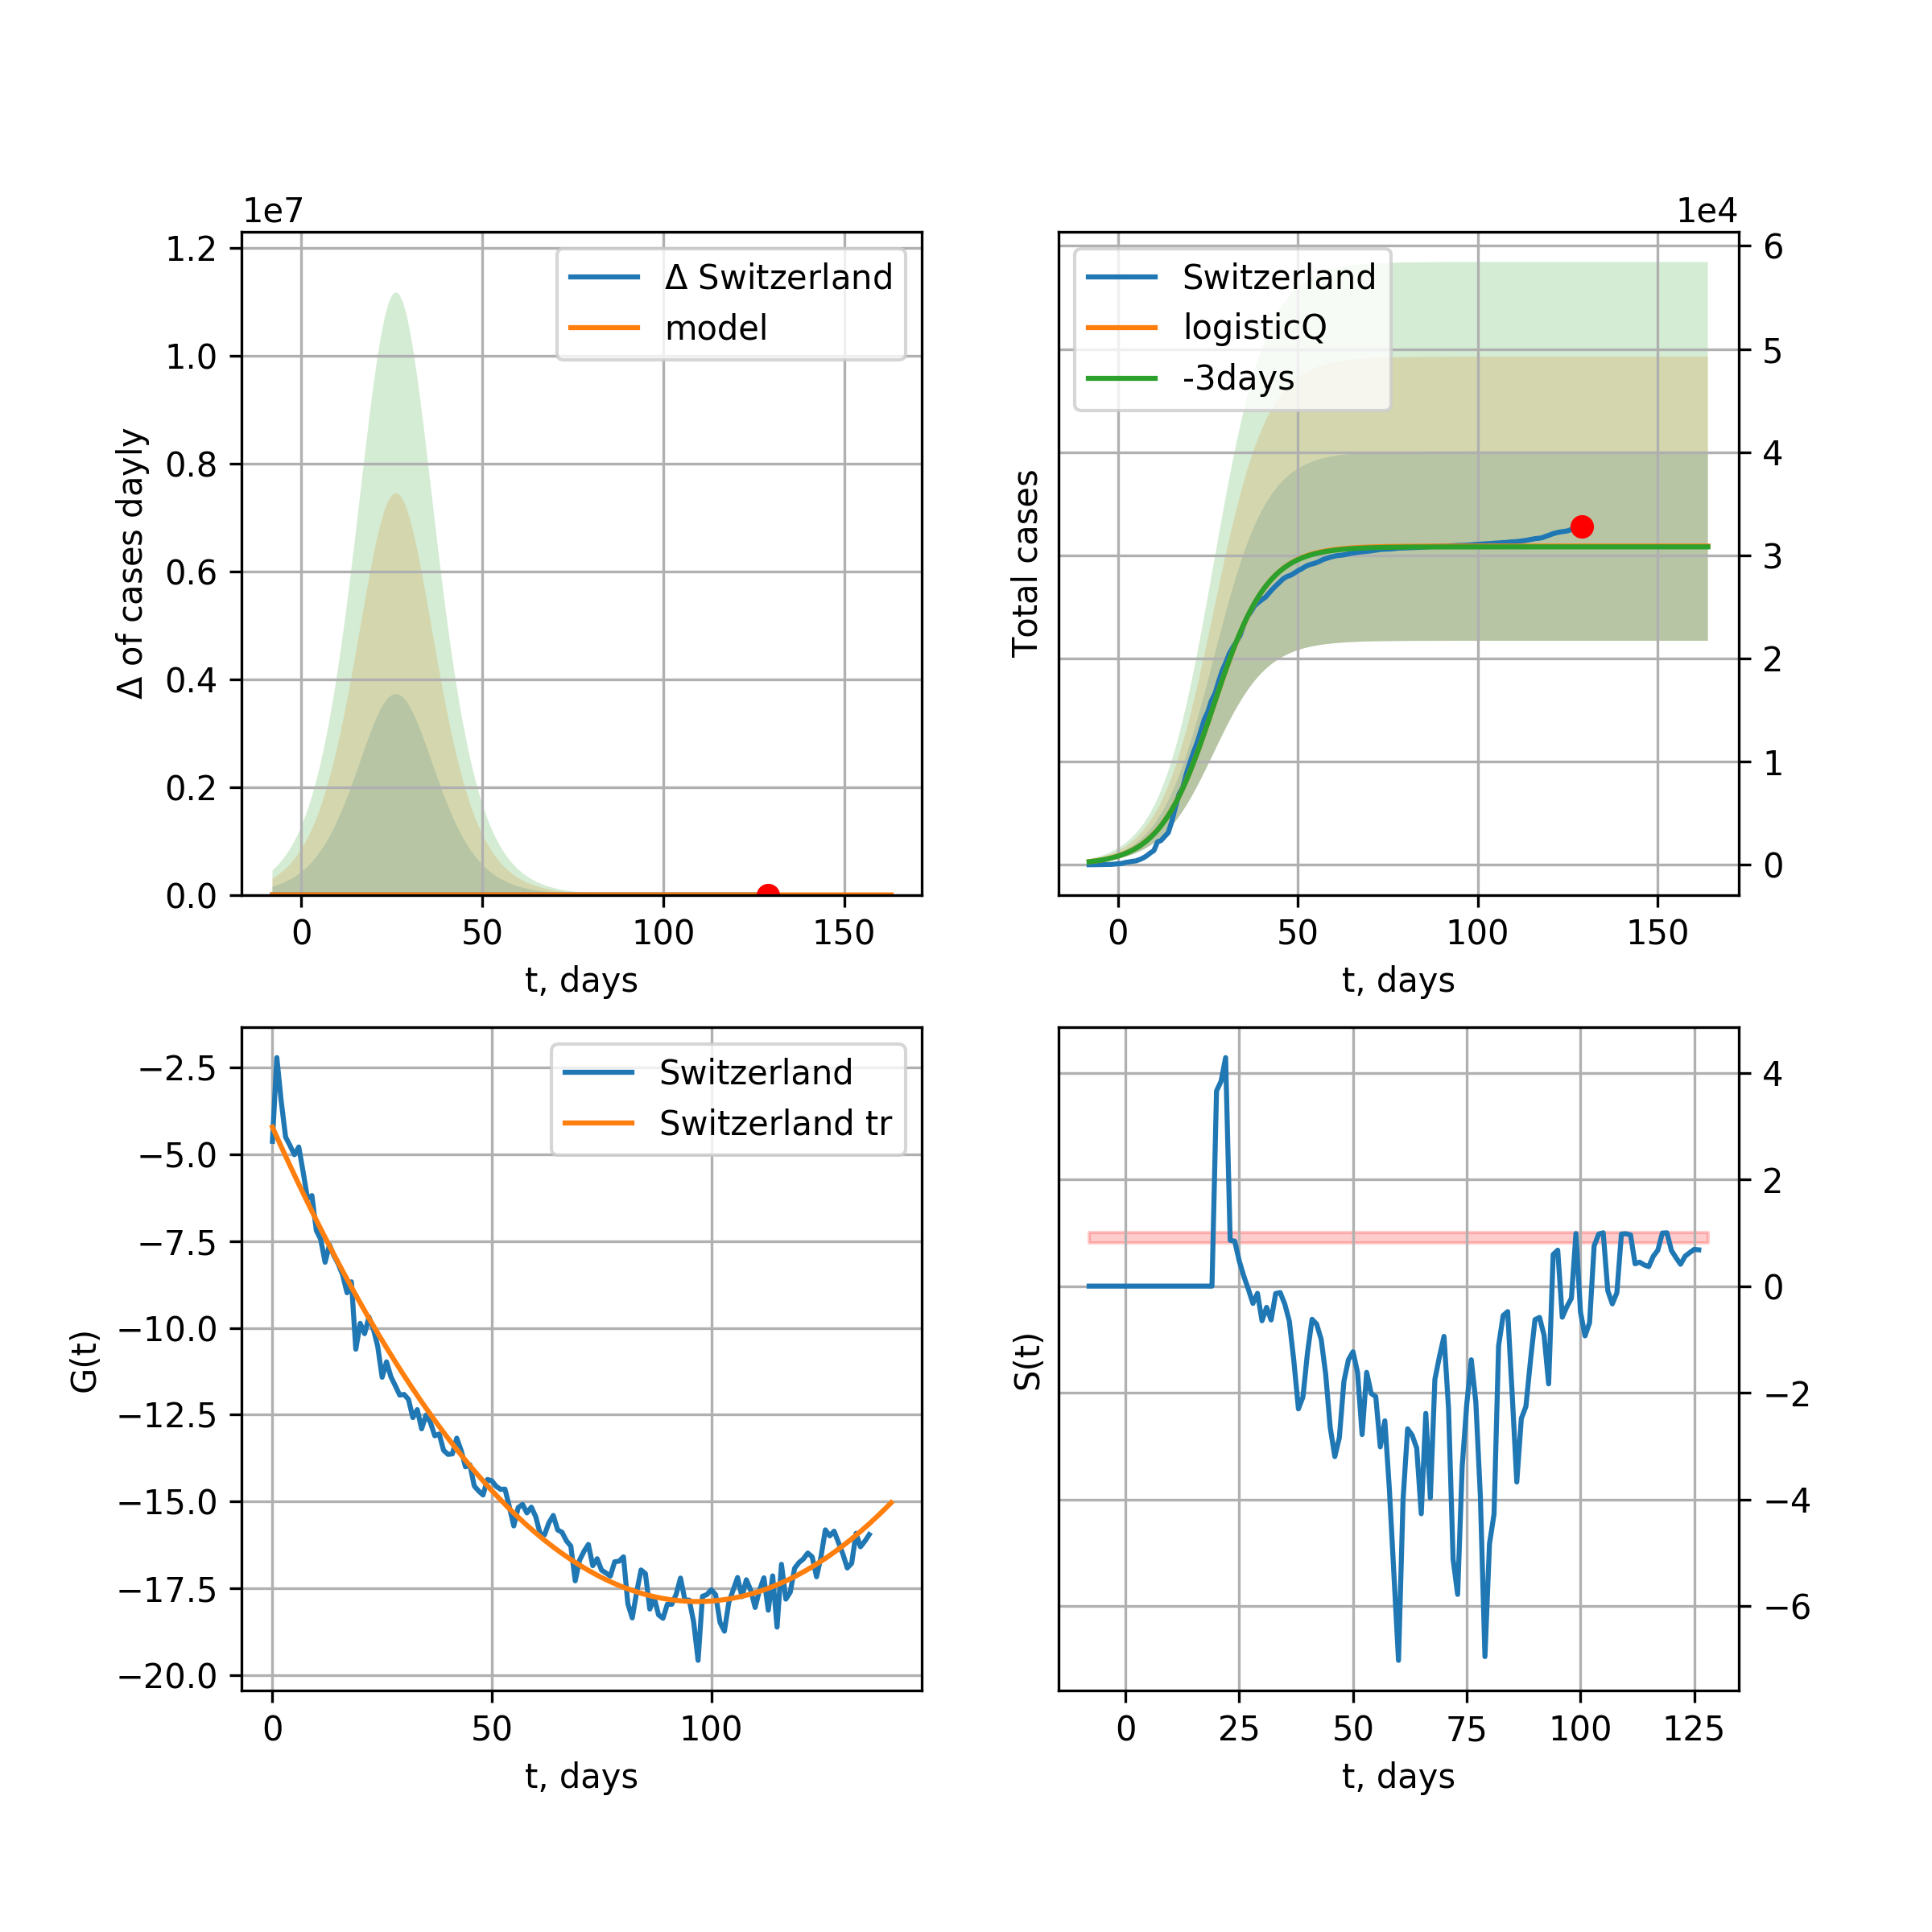 1e7
1.2
1.0
0.8
0.6
0.4
0.2
0.0
Δ of cases dayly
Δ Switzerland
model
0 50 100 150
t, days
1e4
6
5
4
3
2
1
0
Total cases
Switzerland
logisticQ
-3days
0 50 100 150
t, days
−2.5
−5.0
−7.5
−10.0
−12.5
−15.0
−17.5
−20.0
G(t)
Switzerland
Switzerland tr
0 50 100
t, days
4
2
0
−2
−4
−6
S(t)
0 25 50 75 100 125
t, days